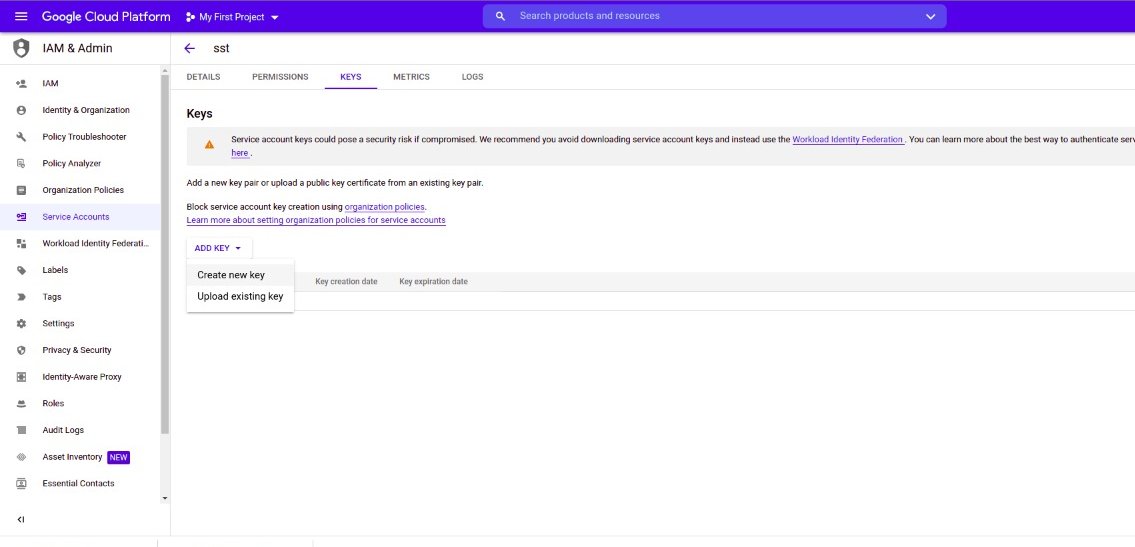 Google Cloud Platform
My First Project
Search products and resources
IAM & Admin
IAM
Identity & Organization
Policy Troubleshooter
Policy Analyzer
Organization Policies
Service Accounts
Workload Identity Federati...
Labels
Tags
Settings
Privacy & Security
Identity-Aware Proxy
Roles
Audit Logs
Asset Inventory NEW
Essential Contacts
sst
DETAILS PERMISSIONS KEYS METRICS LOGS
Keys
Service account keys could pose a security risk if compromised. We recommend you avoid downloading service account keys and instead use the Workload Identity Federation . You can learn more about the best way to authenticate ser
here .
Add a new key pair or upload a public key certificate from an existing key pair.
Block service account key creation using organization policies.
Learn more about setting organization policies for service accounts
ADD KEY
Create new key
Upload existing key
Key creation date Key expiration date